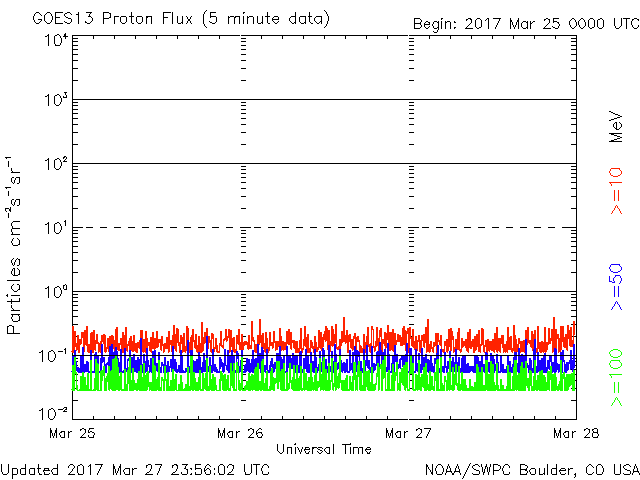 GOES13 Proton Flux (5 minute data)
Begin: 2017 Mar 25 0000 UTC
Particles cm⁻²s⁻¹sr⁻¹
10⁴
10³
10²
10¹
10⁰
10⁻¹
10⁻²
Mar 25
Mar 26
Mar 27
Mar 28
Universal Time
MeV
>=10
>=50
>=100
Updated 2017 Mar 27 23:56:02 UTC
NOAA/SWPC Boulder, CO USA